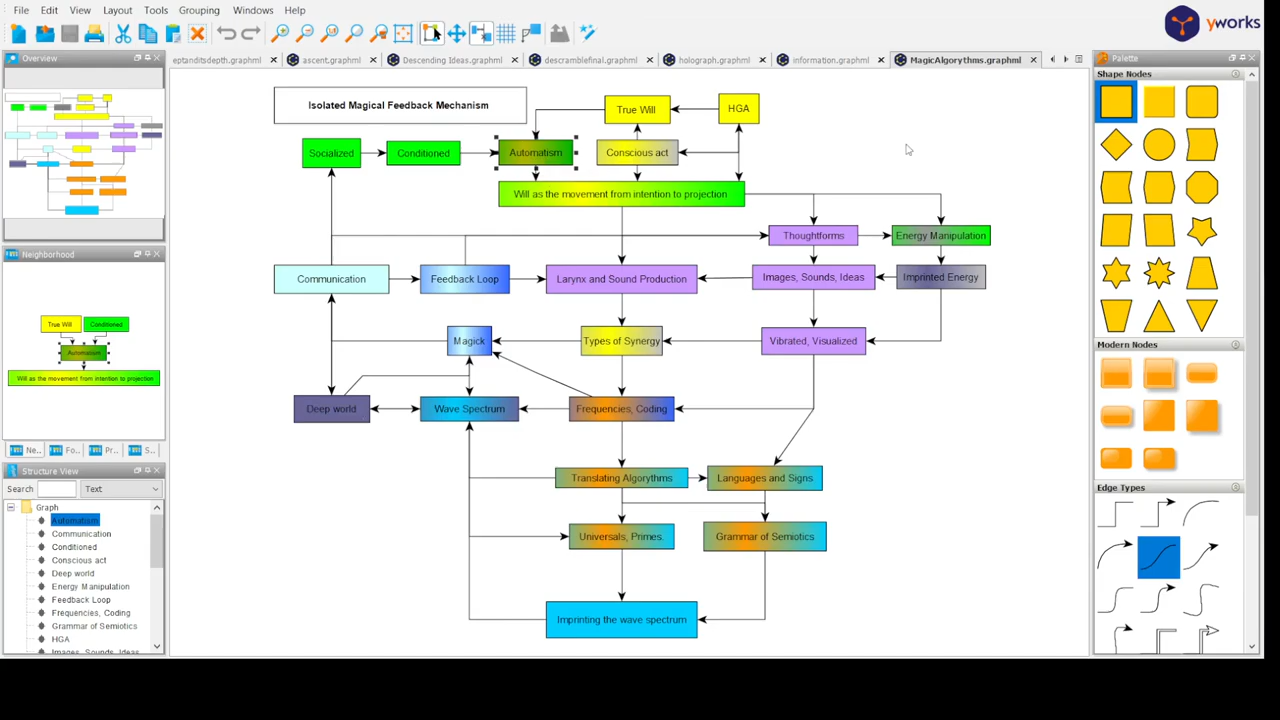 File Edit View Layout Tools Grouping Windows Help
yworks
Overview
eptanditsdepth.graphml ascent.graphml Descending Ideas.graphml descramblefinal.graphml holograph.graphml information.graphml MagicAlgorythms.graphml
Palette
Shape Nodes
Isolated Magical Feedback Mechanism
True Will
HGA
Socialized
Conditioned
Automatism
Conscious act
Will as the movement from intention to projection
Thoughtforms
Energy Manipulation
Communication
Feedback Loop
Larynx and Sound Production
Images, Sounds, Ideas
Imprinted Energy
Magick
Types of Synergy
Vibrated, Visualized
Deep world
Wave Spectrum
Frequencies, Coding
Translating Algorythms
Languages and Signs
Universals, Primes.
Grammar of Semiotics
Imprinting the wave spectrum
Neighborhood
True Will
Conditioned
Automatism
Will as the movement from intention to projection
Ne... Fo... Pr... S...
Structure View
Search Text
Graph
Automatism
Communication
Conditioned
Conscious act
Deep world
Energy Manipulation
Feedback Loop
Frequencies, Coding
Grammar of Semiotics
HGA
Images, Sounds, Ideas
Modern Nodes
Edge Types